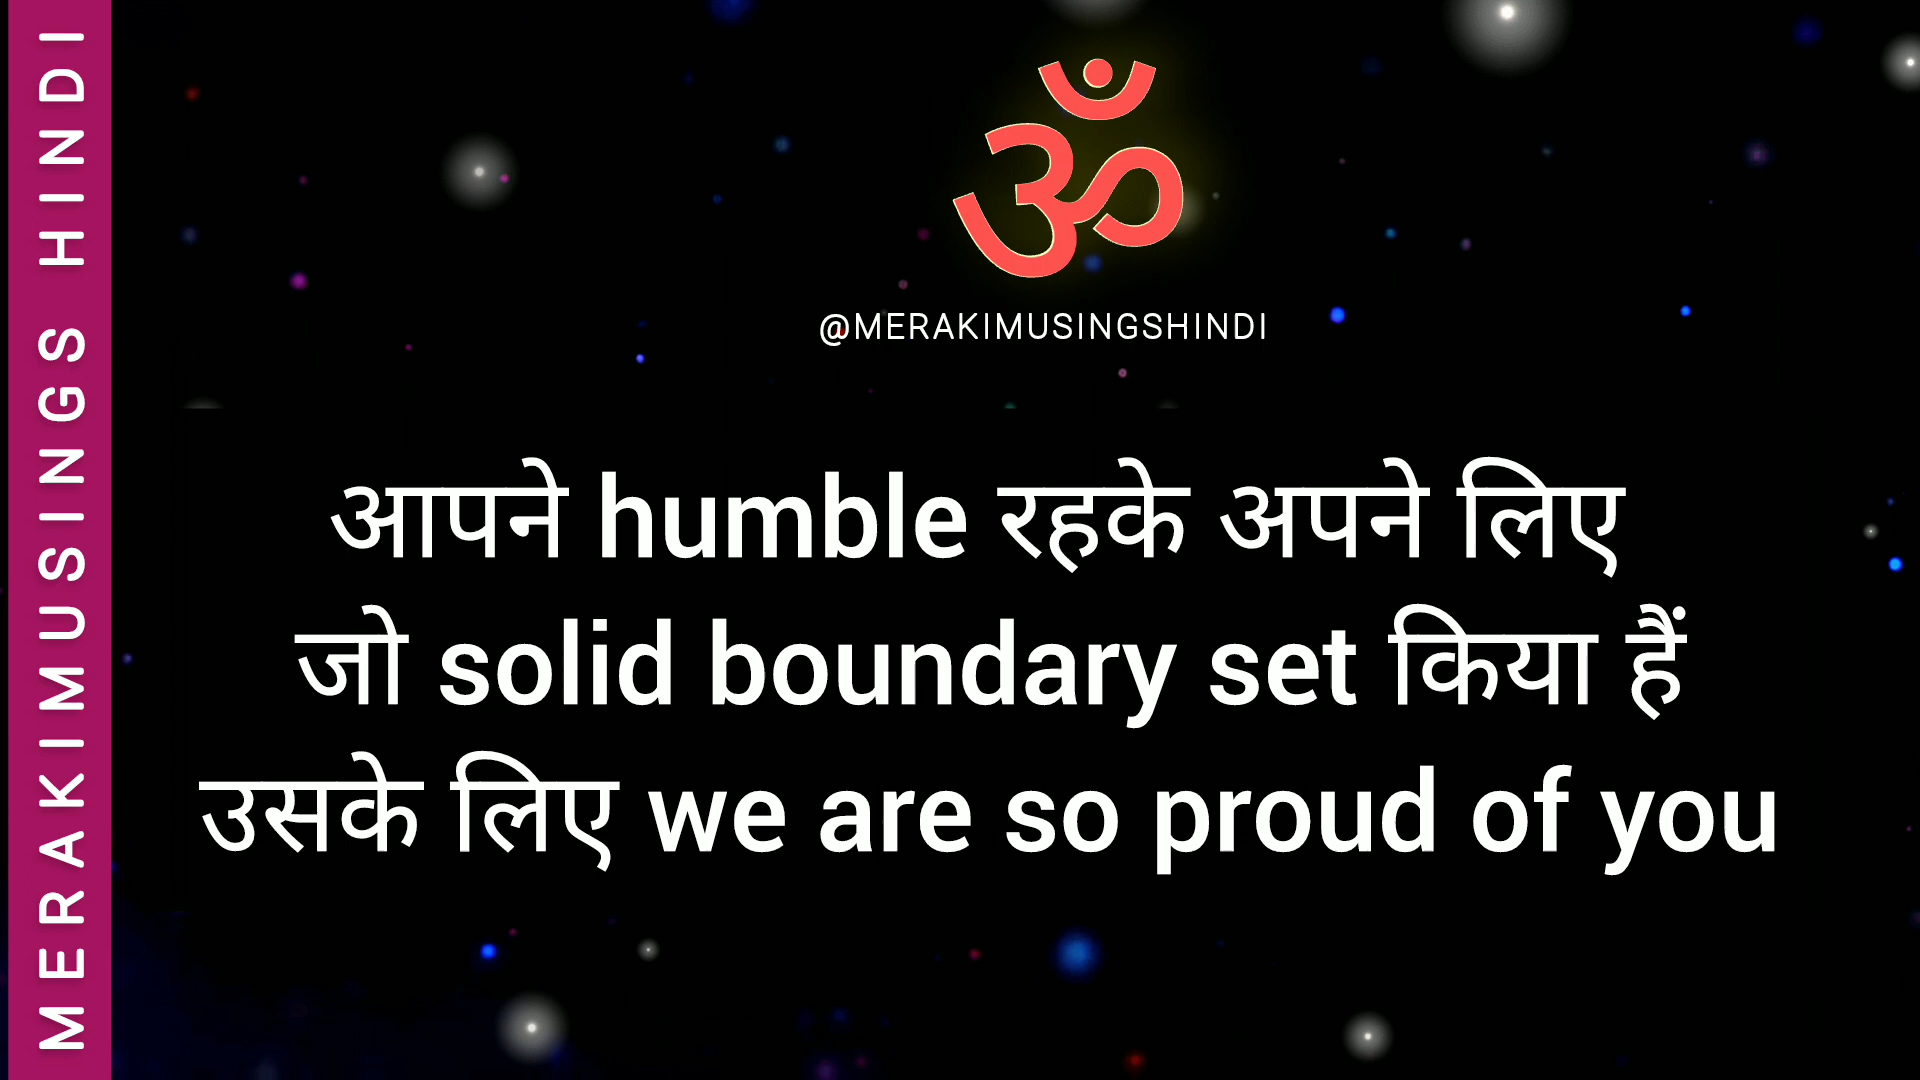 MERAKIMUSINGS HINDI
ॐ
@MERAKIMUSINGSHINDI
आपने humble रहके अपने लिए
जो solid boundary set किया हैं
उसके लिए we are so proud of you